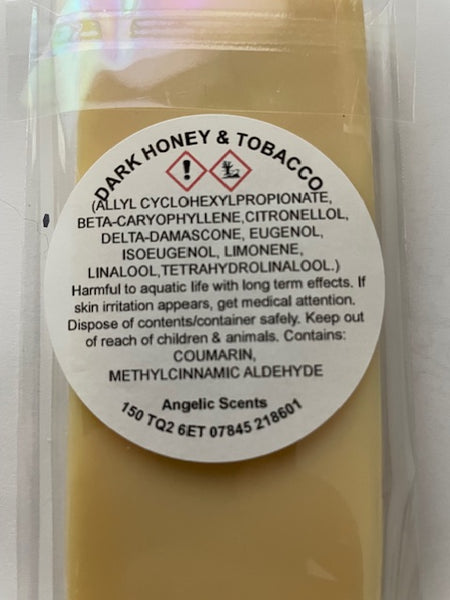 DARK HONEY & TOBACCO
(ALLYL CYCLOHEXYLPROPIONATE,
BETA-CARYOPHYLLENE,CITRONELLOL,
DELTA-DAMASCONE, EUGENOL,
ISOEUGENOL, LIMONENE,
LINALOOL,TETRAHYDROLINALOOL.)
Harmful to aquatic life with long term effects. If
skin irritation appears, get medical attention.
Dispose of contents/container safely. Keep out
of reach of children & animals. Contains:
COUMARIN,
METHYLCINNAMIC ALDEHYDE
Angelic Scents
150 TQ2 6ET 07845 218601